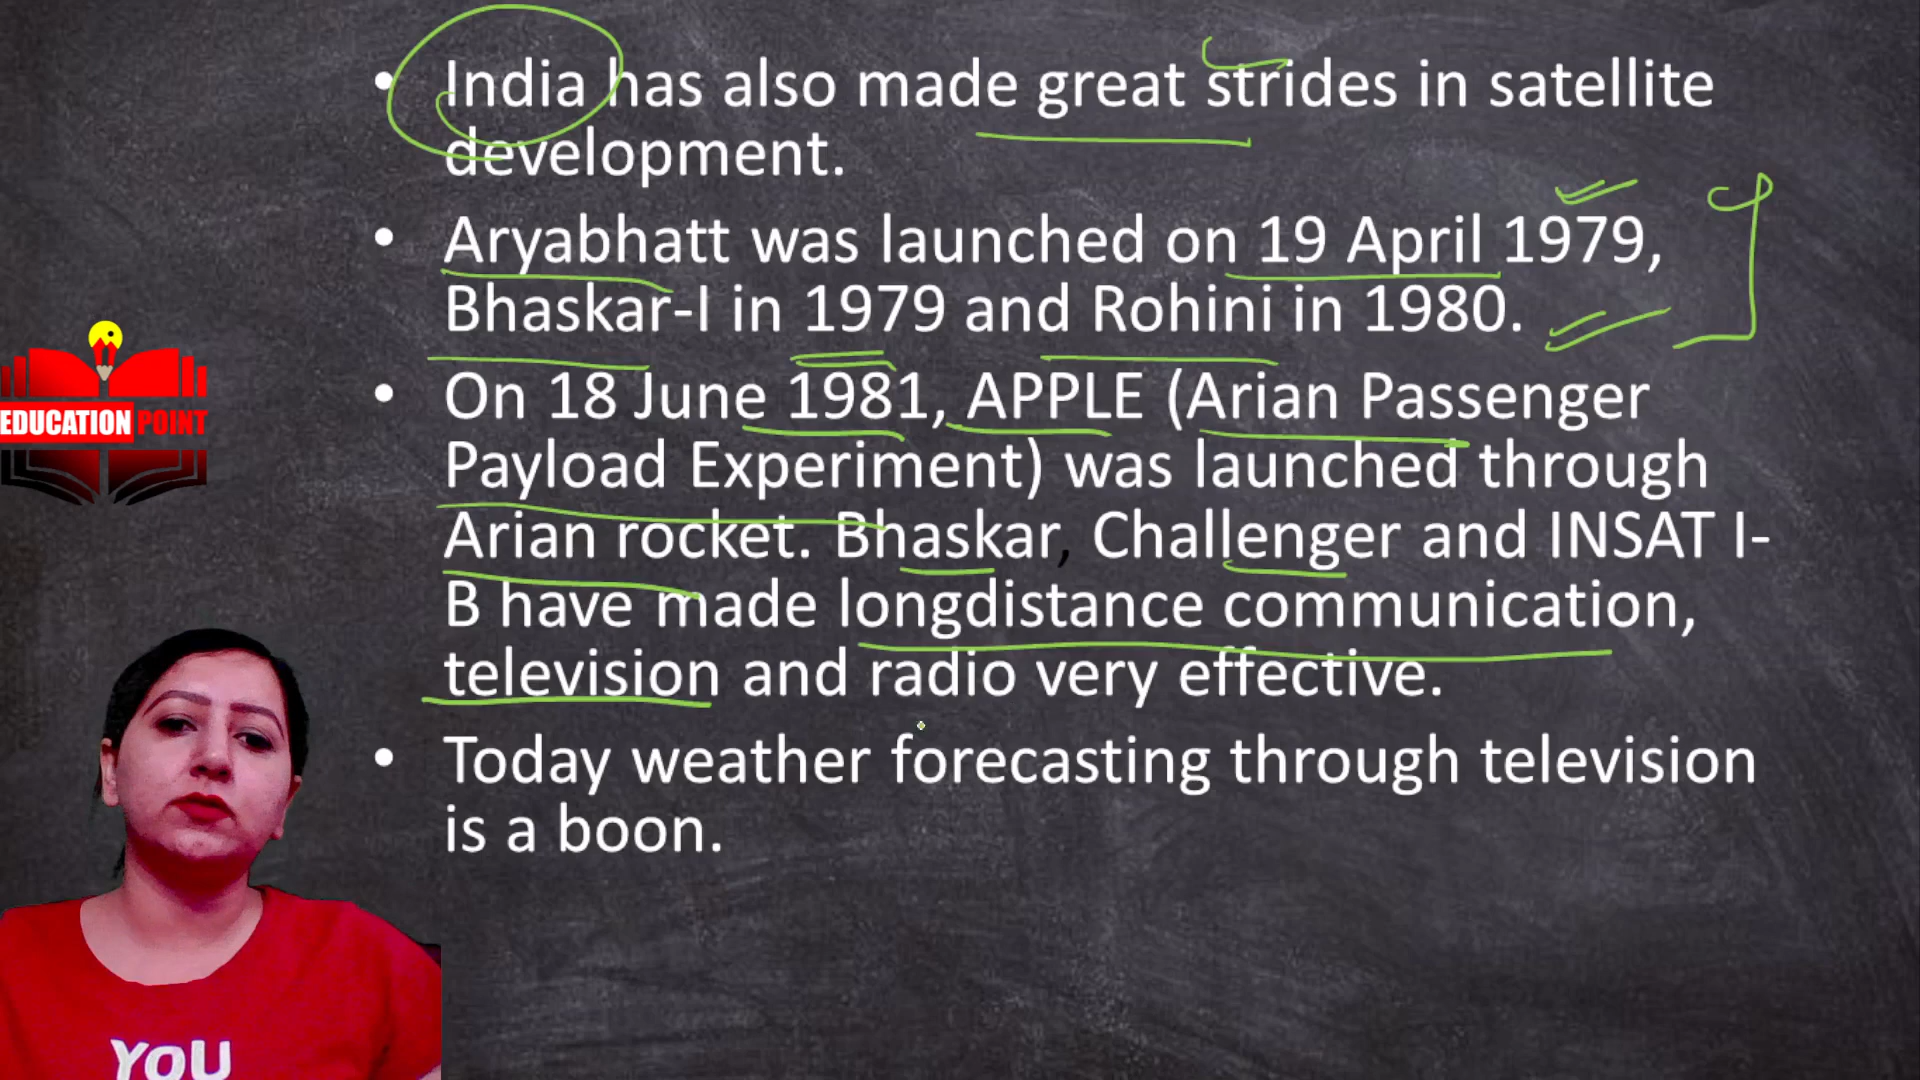 • India has also made great strides in satellite
development.
• Aryabhatt was launched on 19 April 1979,
Bhaskar-I in 1979 and Rohini in 1980.
• On 18 June 1981, APPLE (Arian Passenger
Payload Experiment) was launched through
Arian rocket. Bhaskar, Challenger and INSAT I-
B have made longdistance communication,
television and radio very effective.
• Today weather forecasting through television
is a boon.
EDUCATION POINT
YOU